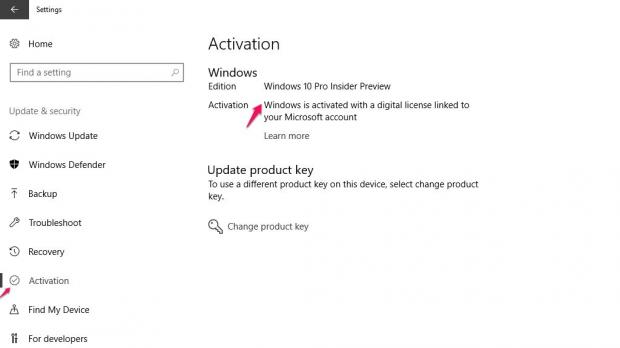 Settings
Home
Find a setting
Update & security
Windows Update
Windows Defender
Backup
Troubleshoot
Recovery
Activation
Find My Device
For developers
Activation
Windows
Edition Windows 10 Pro Insider Preview
Activation Windows is activated with a digital license linked to
your Microsoft account
Learn more
Update product key
To use a different product key on this device, select change product
key.
Change product key